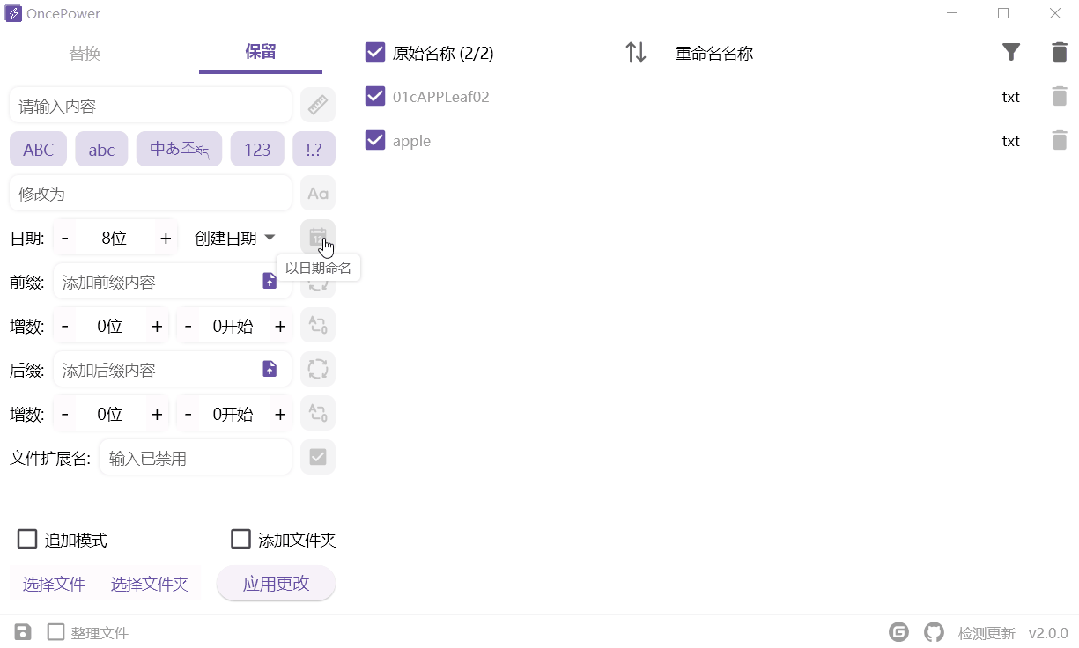 OncePower
替换
保留
原始名称 (2/2)
重命名名称
请输入内容
01cAPPLeaf02
txt
apple
txt
ABC
abc
中あ조
123
!.?
修改为
Aa
日期:
-
8位
+
创建日期
12
以日期命名
前缀:
添加前缀内容
增数:
-
0位
+
-
0开始
+
后缀:
添加后缀内容
增数:
-
0位
+
-
0开始
+
文件扩展名:
输入已禁用
追加模式
添加文件夹
选择文件
选择文件夹
应用更改
整理文件
检测更新
v2.0.0